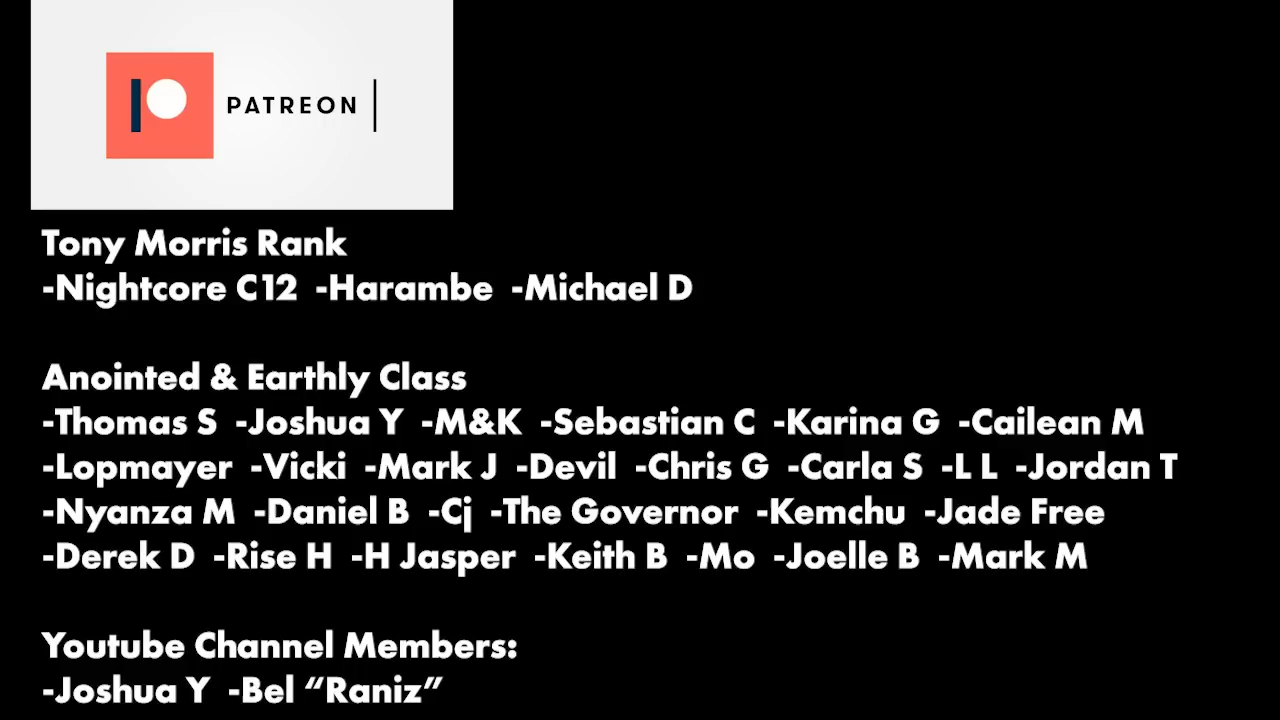 PATREON
Tony Morris Rank
-Nightcore C12 -Harambe -Michael D
Anointed & Earthly Class
-Thomas S -Joshua Y -M&K -Sebastian C -Karina G -Cailean M
-Lopmayer -Vicki -Mark J -Devil -Chris G -Carla S -L L -Jordan T
-Nyanza M -Daniel B -Cj -The Governor -Kemchu -Jade Free
-Derek D -Rise H -H Jasper -Keith B -Mo -Joelle B -Mark M
Youtube Channel Members:
-Joshua Y -Bel “Raniz”